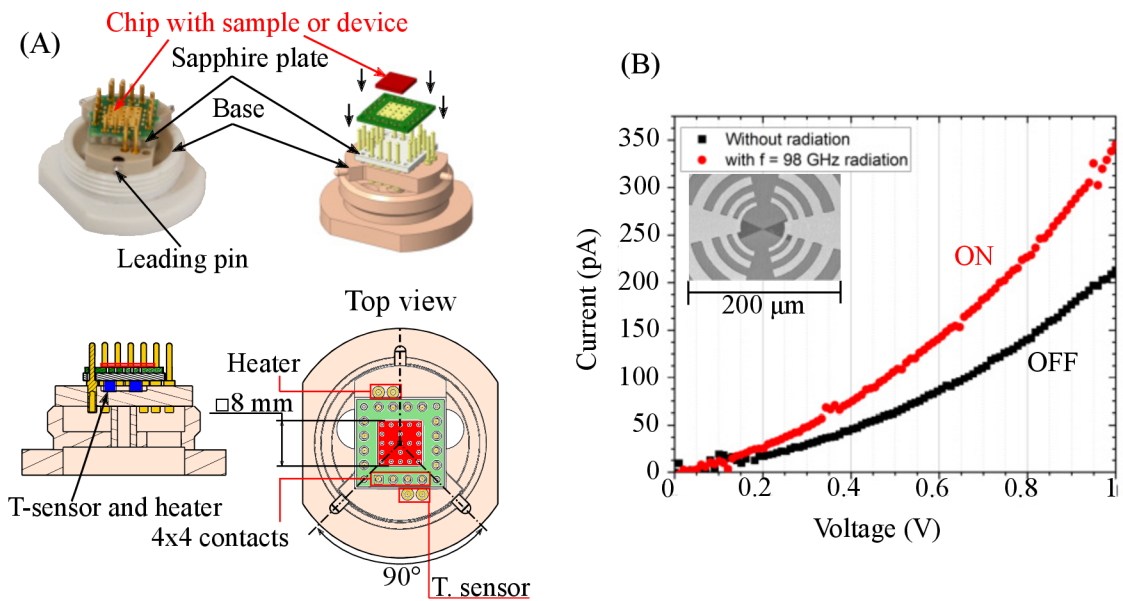 (A)
Chip with sample or device
Sapphire plate
Base
Leading pin
Top view
Heater
□8 mm
T-sensor and heater
4x4 contacts
90°
T. sensor
(B)
350
300
250
200
150
100
50
0
Current (pA)
Without radiation
with f = 98 GHz radiation
200 μm
ON
OFF
0 0.2 0.4 0.6 0.8 1
Voltage (V)